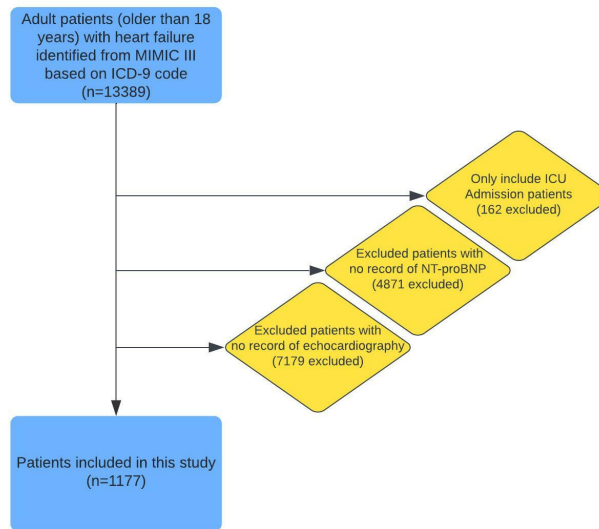 Adult patients (older than 18
years) with heart failure
identified from MIMIC III
based on ICD-9 code
(n=13389)
Only include ICU
Admission patients
(162 excluded)
Excluded patients with
no record of NT-proBNP
(4871 excluded)
Excluded patients with
no record of echocardiography
(7179 excluded)
Patients included in this study
(n=1177)